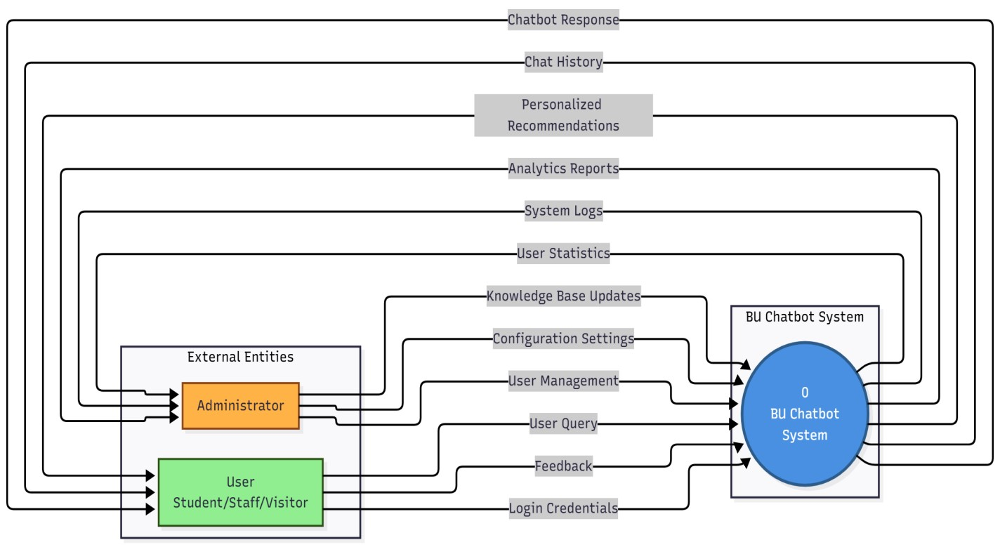 Chatbot Response
Chat History
Personalized
Recommendations
Analytics Reports
System Logs
User Statistics
Knowledge Base Updates
BU Chatbot System
Configuration Settings
External Entities
User Management
0
BU Chatbot
System
Administrator
User Query
Feedback
User
Student/Staff/Visitor
Login Credentials